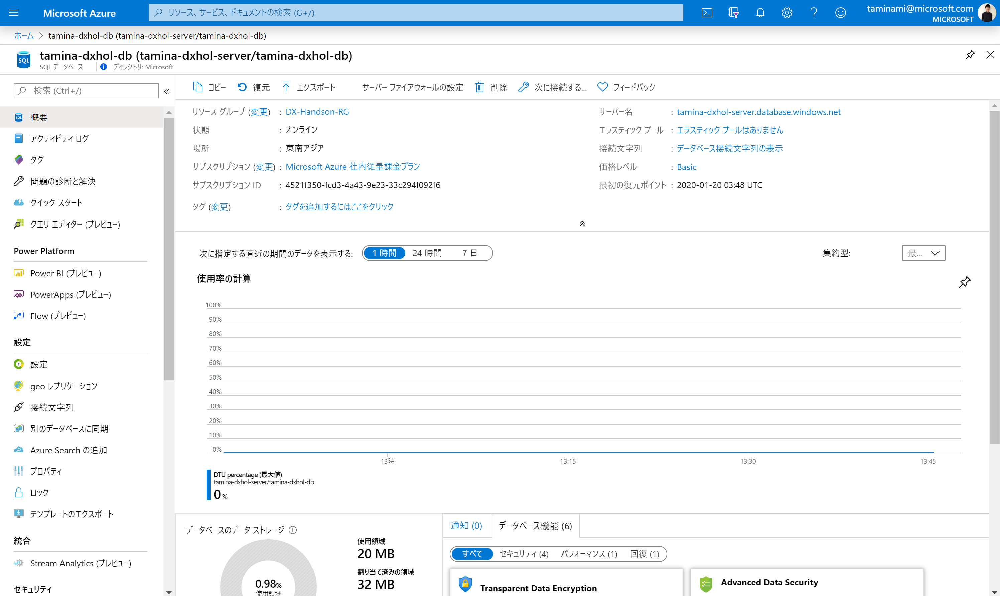 Microsoft Azure
リソース、サービス、ドキュメントの検索 (G+/)
taminami@microsoft.com
MICROSOFT
ホーム > tamina-dxhol-db (tamina-dxhol-server/tamina-dxhol-db)
tamina-dxhol-db (tamina-dxhol-server/tamina-dxhol-db)
SQL
SQL データベース
ディレクトリ: Microsoft
検索 (Ctrl+/)
«
概要
アクティビティ ログ
タグ
問題の診断と解決
クイック スタート
クエリ エディター (プレビュー)
Power Platform
Power BI (プレビュー)
PowerApps (プレビュー)
Flow (プレビュー)
設定
設定
geo レプリケーション
接続文字列
別のデータベースに同期
Azure Search の追加
プロパティ
ロック
テンプレートのエクスポート
統合
Stream Analytics (プレビュー)
セキュリティ
コピー 復元 エクスポート サーバー ファイアウォールの設定 削除 次に接続する... フィードバック
リソース グループ (変更) : DX-Handson-RG
状態 : オンライン
場所 : 東南アジア
サブスクリプション (変更) : Microsoft Azure 社内従量課金プラン
サブスクリプション ID : 4521f350-fcd3-4a43-9e23-33c294f092f6
タグ (変更) : タグを追加するにはここをクリック
サーバー名 : tamina-dxhol-server.database.windows.net
エラスティック プール : エラスティック プールはありません
接続文字列 : データベース接続文字列の表示
価格レベル : Basic
最初の復元ポイント : 2020-01-20 03:48 UTC
次に指定する直近の期間のデータを表示する: 1 時間 24 時間 7 日
集約型: 最...
使用率の計算
100%
90%
80%
70%
60%
50%
40%
30%
20%
10%
0%
13時 13:15 13:30 13:45
DTU percentage (最大値)
tamina-dxhol-server/tamina-dxhol-db
0 %
データベースのデータ ストレージ
0.98%
使用領域
使用領域
20 MB
割り当て済みの領域
32 MB
通知 (0) データベース機能 (6)
すべて セキュリティ (4) パフォーマンス (1) 回復 (1)
Transparent Data Encryption
Advanced Data Security